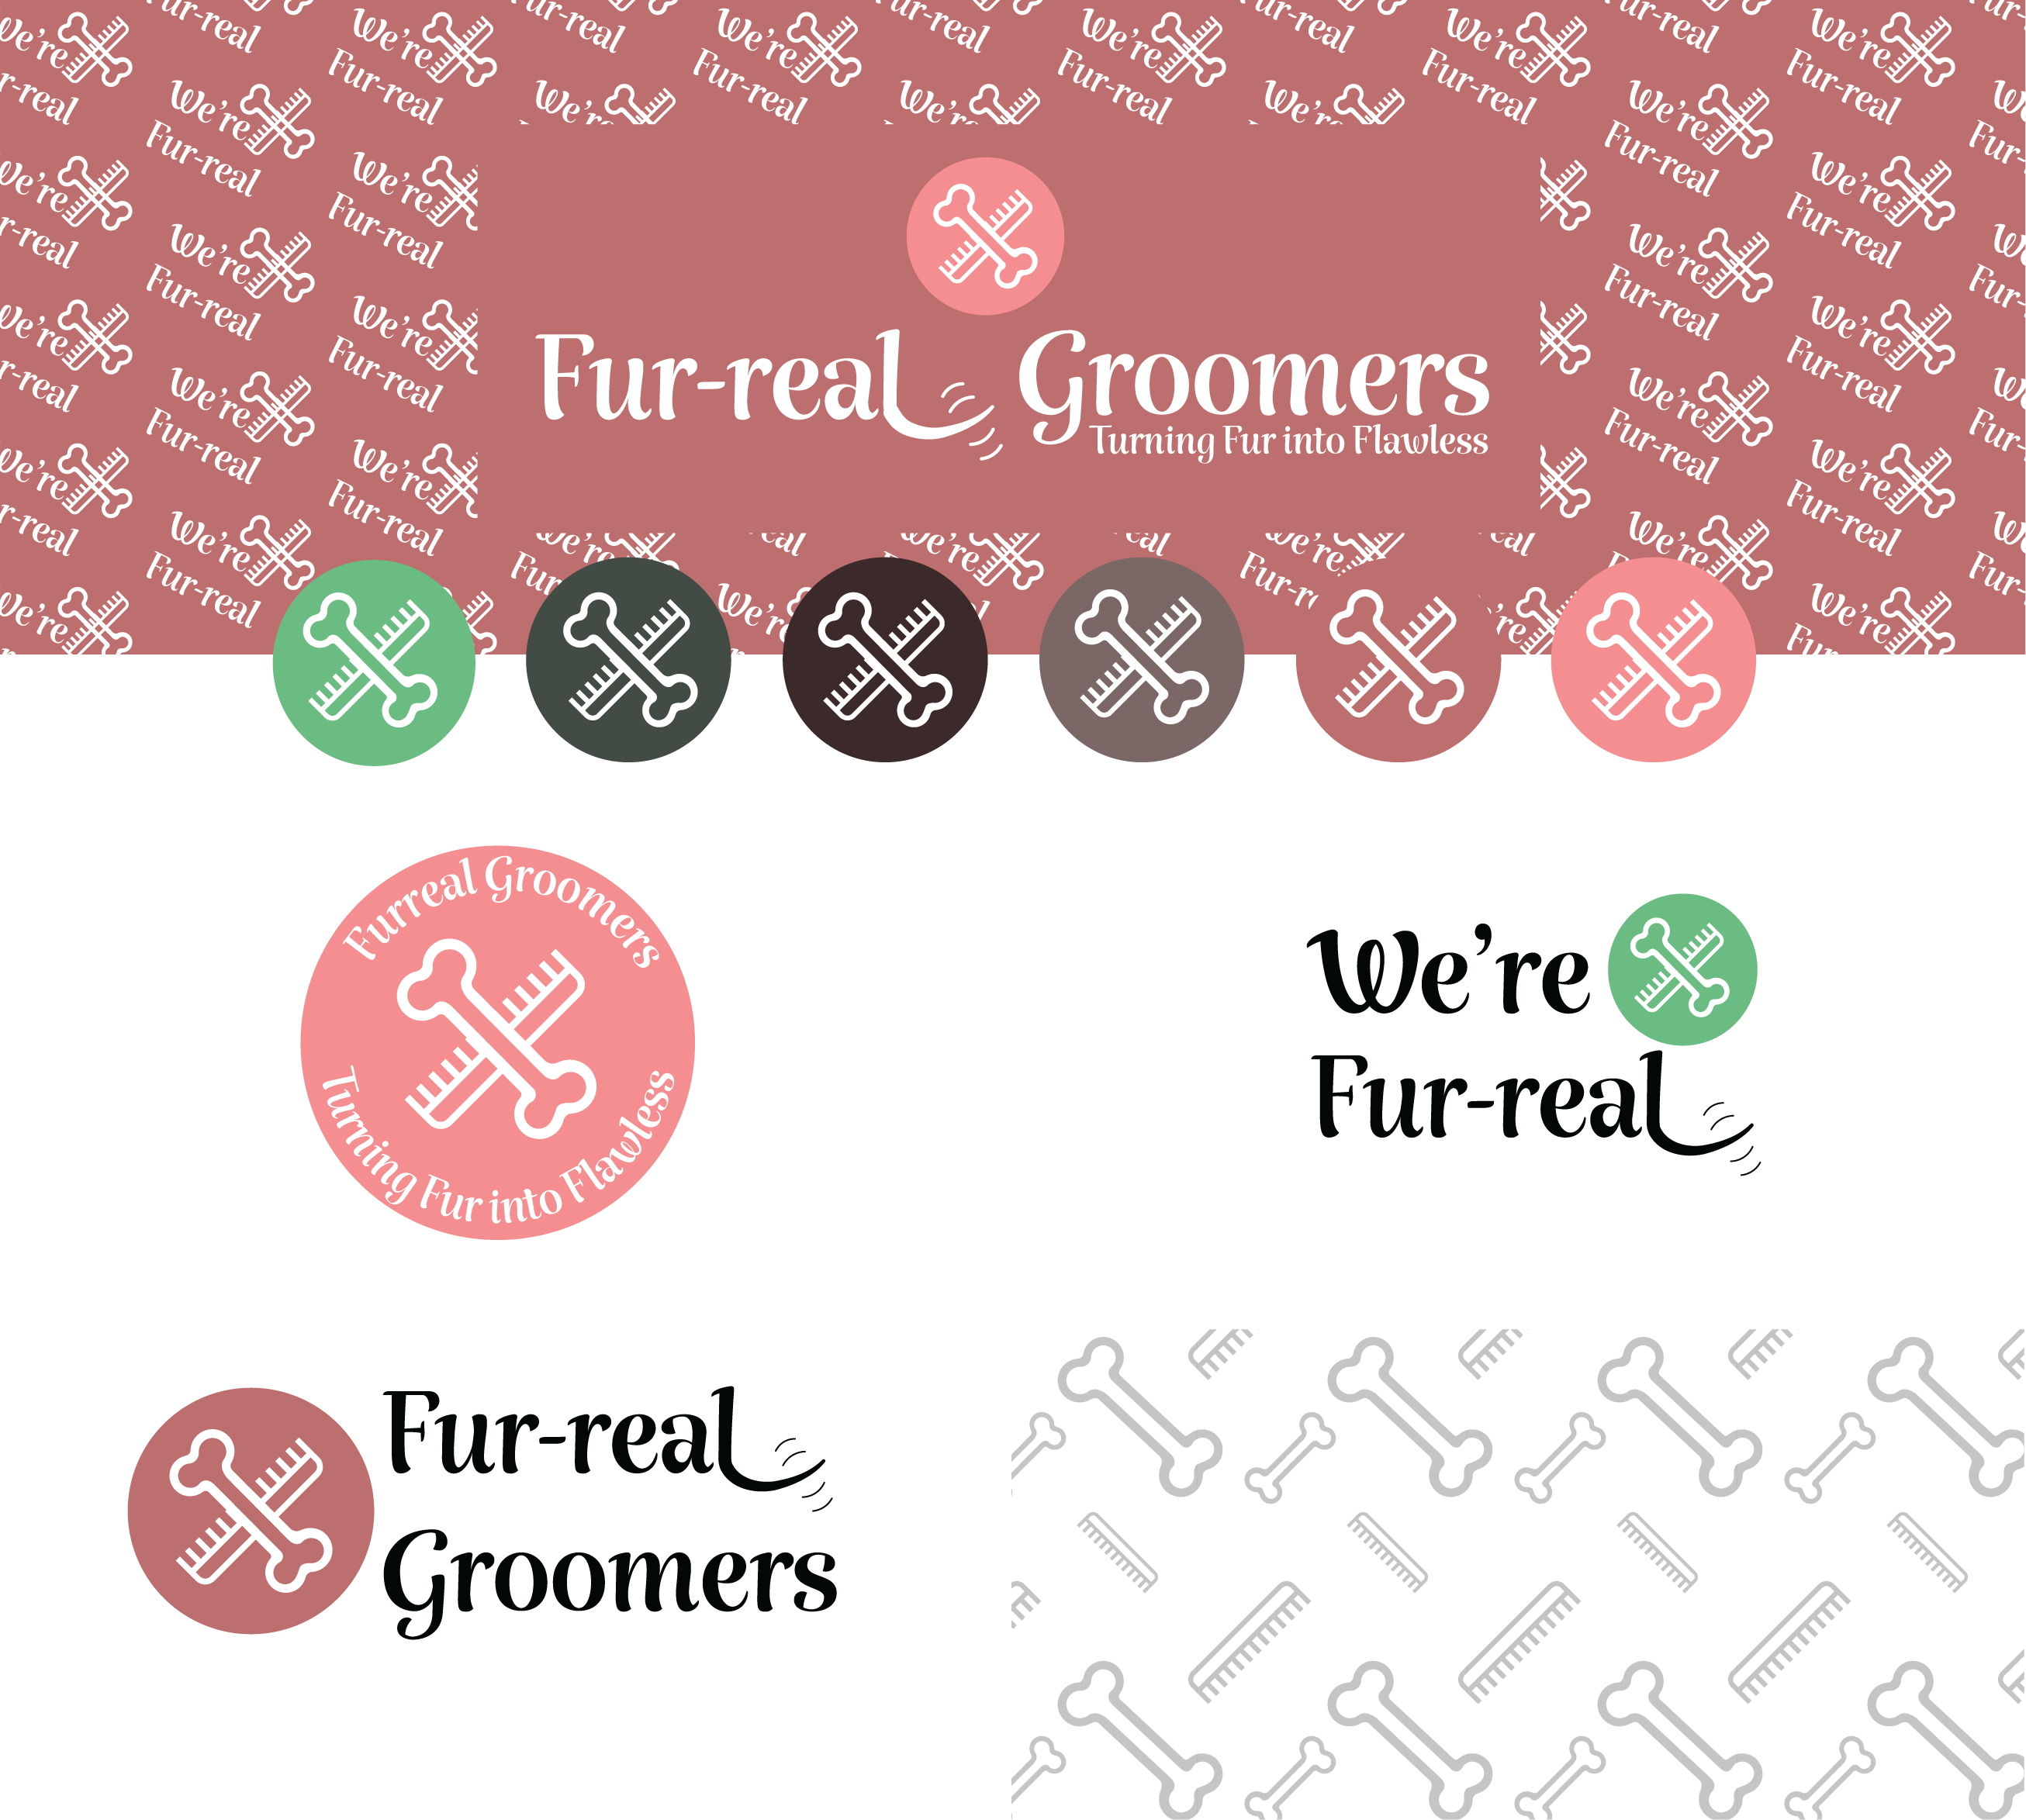 We're
Fur-real
Fur-real Groomers
Turning Fur into Flawless
Furreal Groomers
Turning Fur into Flawless
We're
Fur-real
Fur-real
Groomers